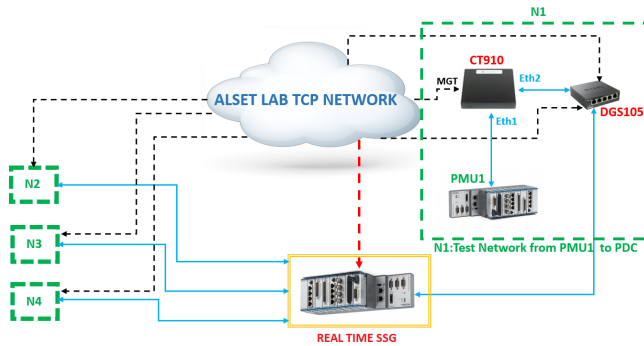 N1
CT910
ALSET LAB TCP NETWORK
MGT
Eth2
DGS105
Eth1
PMU1
N2
N3
N4
N1:Test Network from PMU1 to PDC
REAL TIME SSG